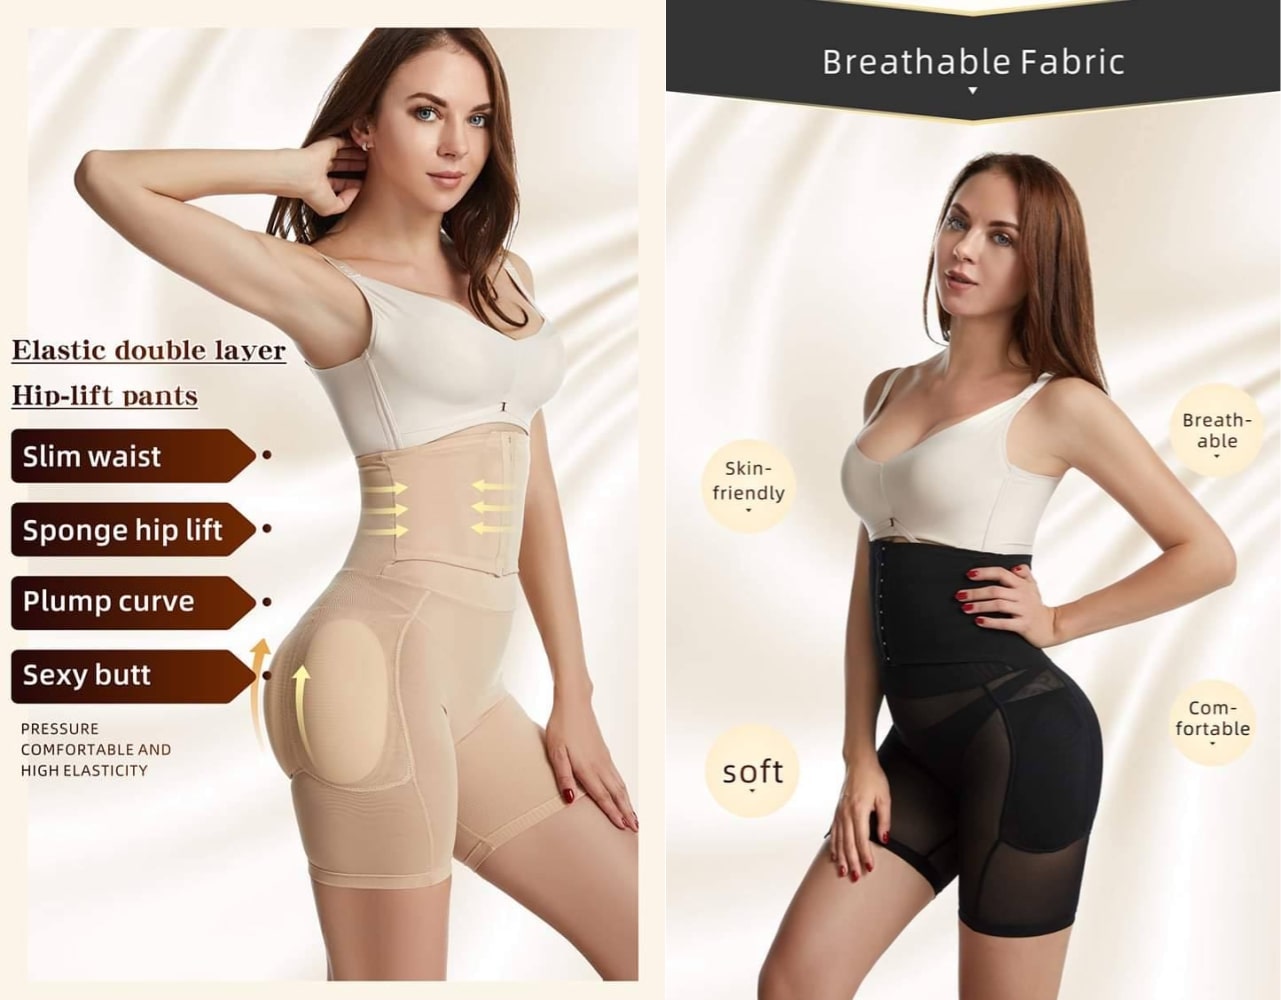 Elastic double layer
Hip-lift pants
Slim waist
Sponge hip lift
Plump curve
Sexy butt
PRESSURE
COMFORTABLE AND
HIGH ELASTICITY
Breathable Fabric
Skin-
friendly
Breath-
able
soft
Com-
fortable